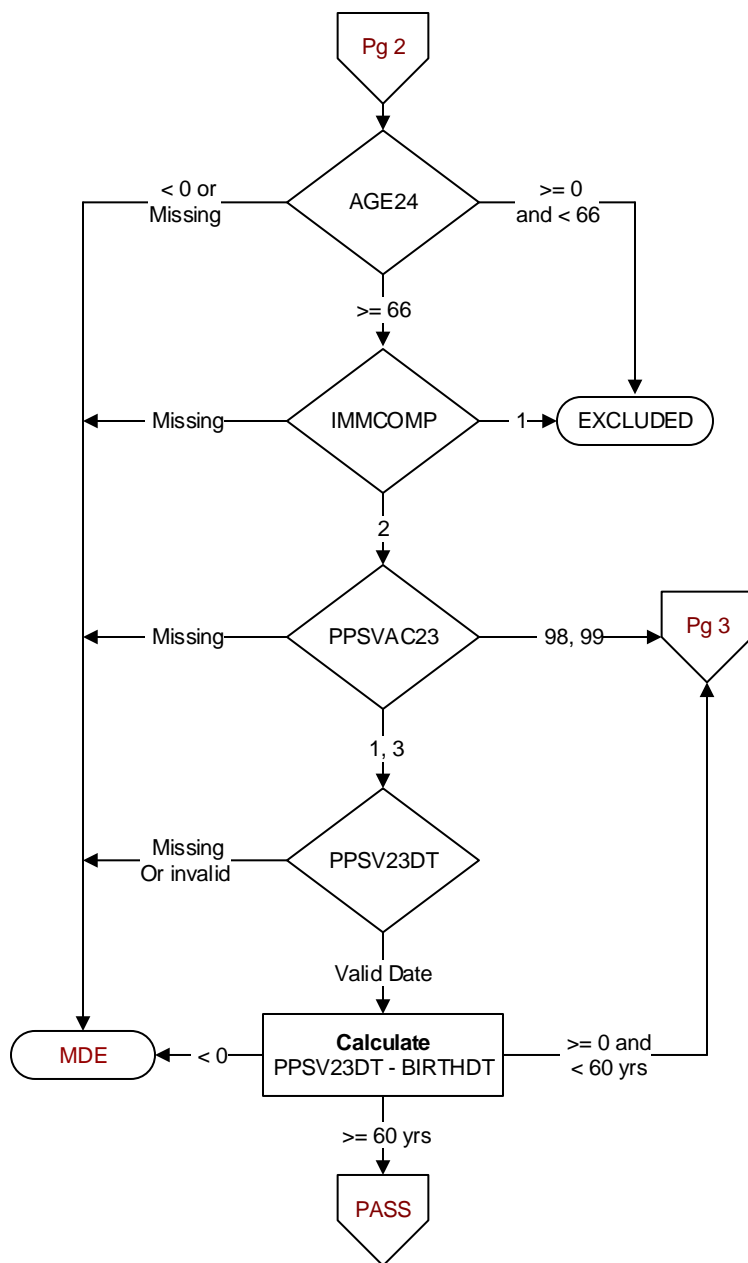 Pg 2
< 0 or
Missing
AGE24
>= 0
and < 66
>= 66
Missing
IMMCOMP
1
EXCLUDED
2
Missing
PPSVAC23
98, 99
Pg 3
1, 3
Missing
Or invalid
PPSV23DT
Valid Date
MDE
< 0
Calculate
PPSV23DT - BIRTHDT
>= 0 and
< 60 yrs
>= 60 yrs
PASS